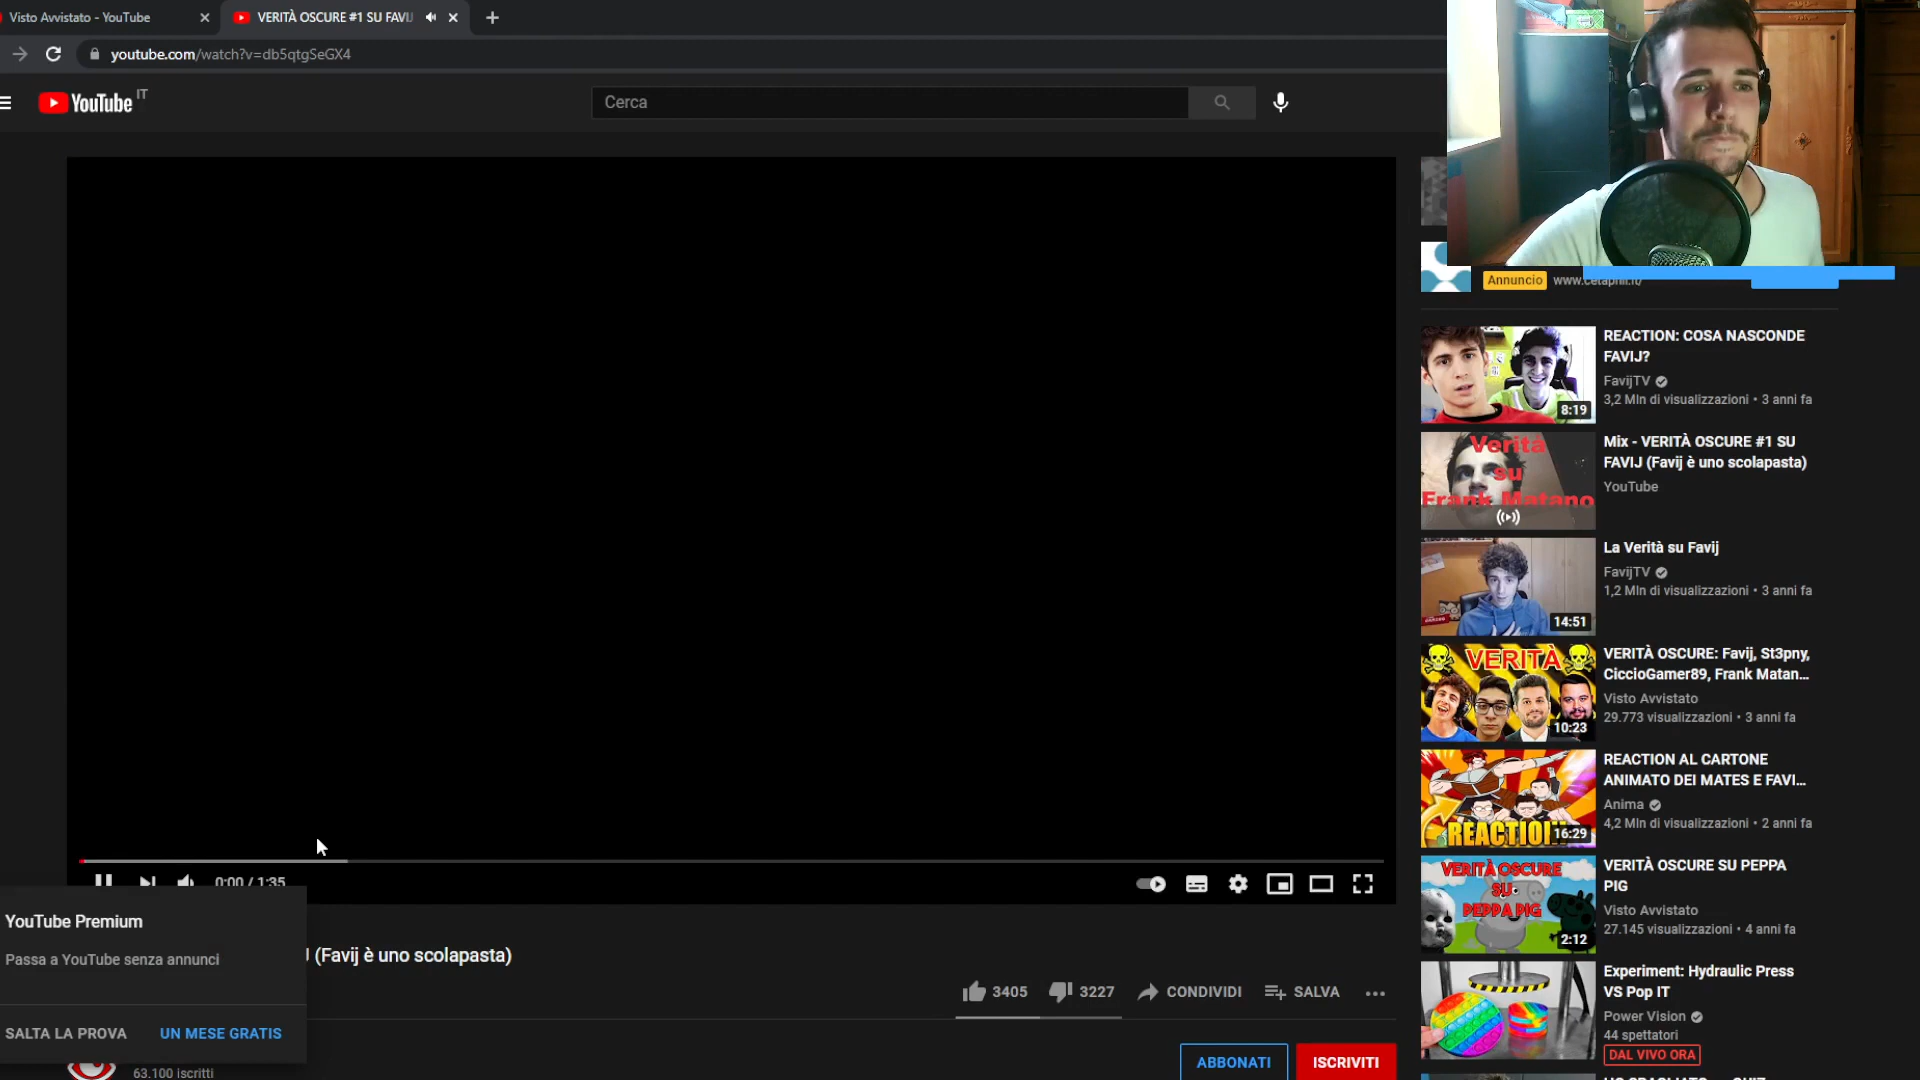 Visto Avvistato - YouTube
VERITÀ OSCURE #1 SU FAVIJ
youtube.com/watch?v=db5qtgSeGX4
YouTube IT
Cerca
Annuncio www.cetaphil.it/
REACTION: COSA NASCONDE
FAVIJ?
FavijTV
3,2 Mln di visualizzazioni • 3 anni fa
8:19
Verità
su
Frank Matano
Mix - VERITÀ OSCURE #1 SU
FAVIJ (Favij è uno scolapasta)
YouTube
La Verità su Favij
FavijTV
1,2 Mln di visualizzazioni • 3 anni fa
14:51
VERITÀ
10:23
VERITÀ OSCURE: Favij, St3pny,
CiccioGamer89, Frank Matan...
Visto Avvistato
29.773 visualizzazioni • 3 anni fa
REACTION!!
16:29
REACTION AL CARTONE
ANIMATO DEI MATES E FAVI...
Anima
4,2 Mln di visualizzazioni • 2 anni fa
VERITÀ OSCURE
SU
PEPPA PIG
2:12
VERITÀ OSCURE SU PEPPA
PIG
Visto Avvistato
27.145 visualizzazioni • 4 anni fa
Experiment: Hydraulic Press
VS Pop IT
Power Vision
44 spettatori
DAL VIVO ORA
0:00 / 1:35
YouTube Premium
Passa a YouTube senza annunci
SALTA LA PROVA
UN MESE GRATIS
(Favij è uno scolapasta)
3405
3227
CONDIVIDI
SALVA
ABBONATI
ISCRIVITI
63.100 iscritti